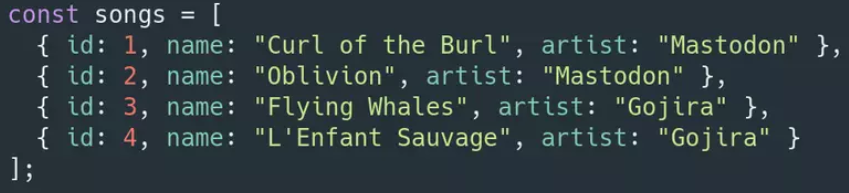 const songs = [
  { id: 1, name: "Curl of the Burl", artist: "Mastodon" },
  { id: 2, name: "Oblivion", artist: "Mastodon" },
  { id: 3, name: "Flying Whales", artist: "Gojira" },
  { id: 4, name: "L'Enfant Sauvage", artist: "Gojira" }
];